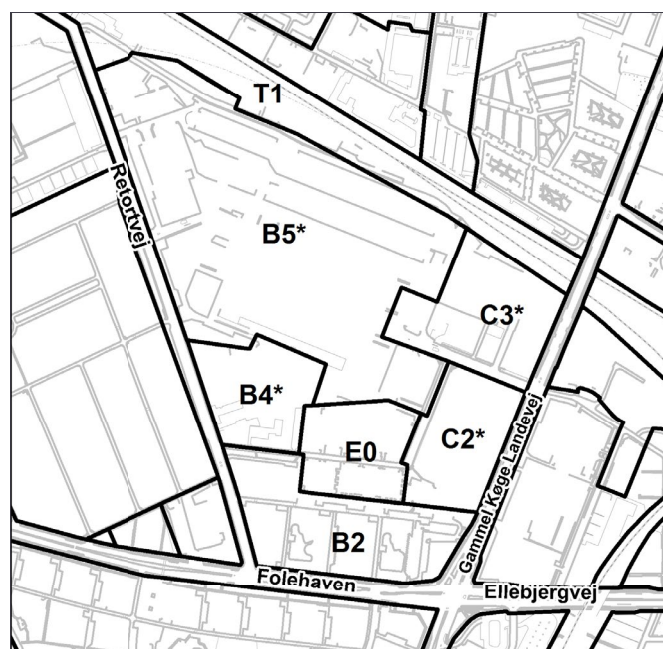 T1
Retortvej
B5*
C3*
B4*
E0
C2*
Gammel Køge Landevej
B2
Folehaven
Ellebjergvej